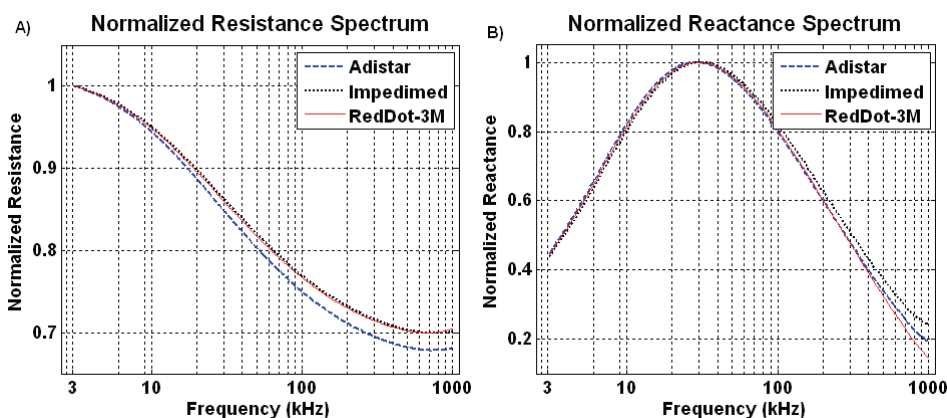 A)
Normalized Resistance Spectrum
Adistar
Impedimed
RedDot-3M
Normalized Resistance
1
0.9
0.8
0.7
3
10
100
1000
Frequency (kHz)
B)
Normalized Reactance Spectrum
Adistar
Impedimed
RedDot-3M
Normalized Reactance
1
0.8
0.6
0.4
0.2
3
10
100
1000
Frequency (kHz)